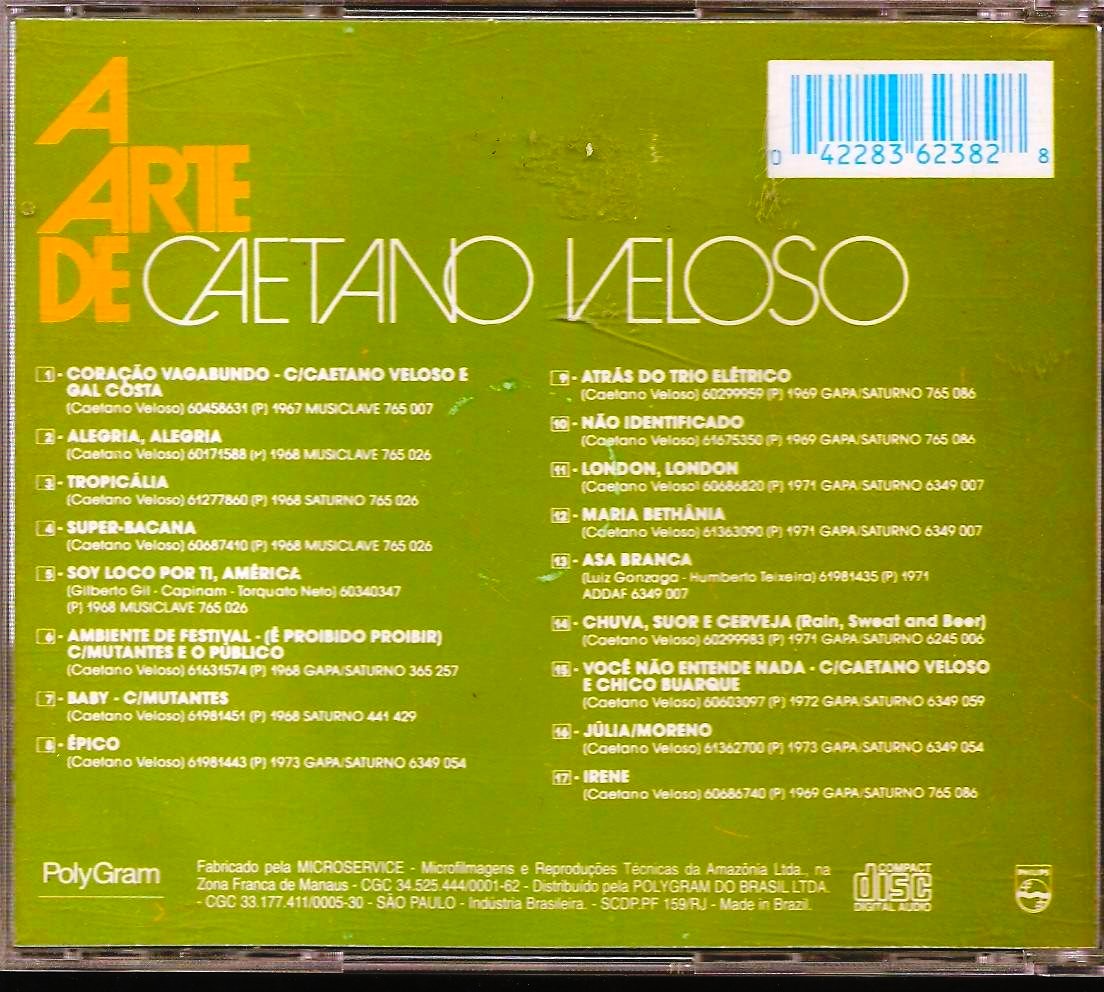 A
ARTE
DE CAETANO VELOSO
0 42283 62382 8
1 - CORAÇÃO VAGABUNDO - C/CAETANO VELOSO E
GAL COSTA
(Caetano Veloso) 60458631 (P) 1967 MUSICLAVE 765 007
2 - ALEGRIA, ALEGRIA
(Caetano Veloso) 60171588 (P) 1968 MUSICLAVE 765 026
3 - TROPICÁLIA
(Caetano Veloso) 61277860 (P) 1968 SATURNO 765 026
4 - SUPER-BACANA
(Caetano Veloso) 60687410 (P) 1968 MUSICLAVE 765 026
5 - SOY LOCO POR TI, AMÉRICA
(Gilberto Gil - Capinam - Torquato Neto) 60340347
(P) 1968 MUSICLAVE 765 026
6 - AMBIENTE DE FESTIVAL - (É PROIBIDO PROIBIR)
C/MUTANTES E O PÚBLICO
(Caetano Veloso) 61631574 (P) 1968 GAPA/SATURNO 365 257
7 - BABY - C/MUTANTES
(Caetano Veloso) 61981451 (P) 1968 SATURNO 441 429
8 - ÉPICO
(Caetano Veloso) 61981443 (P) 1973 GAPA/SATURNO 6349 054
9 - ATRÁS DO TRIO ELÉTRICO
(Caetano Veloso) 60299959 (P) 1969 GAPA/SATURNO 765 086
10 - NÃO IDENTIFICADO
(Caetano Veloso) 61675350 (P) 1969 GAPA/SATURNO 765 086
11 - LONDON, LONDON
(Caetano Veloso) 60686820 (P) 1971 GAPA/SATURNO 6349 007
12 - MARIA BETHÂNIA
(Caetano Veloso) 61363090 (P) 1971 GAPA/SATURNO 6349 007
13 - ASA BRANCA
(Luiz Gonzaga - Humberto Teixeira) 61981435 (P) 1971
ADDAF 6349 007
14 - CHUVA, SUOR E CERVEJA (Rain, Sweat and Beer)
(Caetano Veloso) 60299983 (P) 1971 GAPA/SATURNO 6245 006
15 - VOCÊ NÃO ENTENDE NADA - C/CAETANO VELOSO
E CHICO BUARQUE
(Caetano Veloso) 60603097 (P) 1972 GAPA/SATURNO 6349 059
16 - JÚLIA/MORENO
(Caetano Veloso) 61362700 (P) 1973 GAPA/SATURNO 6349 054
17 - IRENE
(Caetano Veloso) 60686740 (P) 1969 GAPA/SATURNO 765 086
PolyGram
Fabricado pela MICROSERVICE - Microfilmagens e Reproduções Técnicas da Amazônia Ltda., na
Zona Franca de Manaus - CGC 34.525.444/0001-62 - Distribuído pela POLYGRAM DO BRASIL LTDA.
- CGC 33.177.411/0005-30 - SÃO PAULO - Indústria Brasileira. - SCDP.PF 159/RJ - Made in Brazil.
COMPACT
disc
DIGITAL AUDIO
PHILIPS